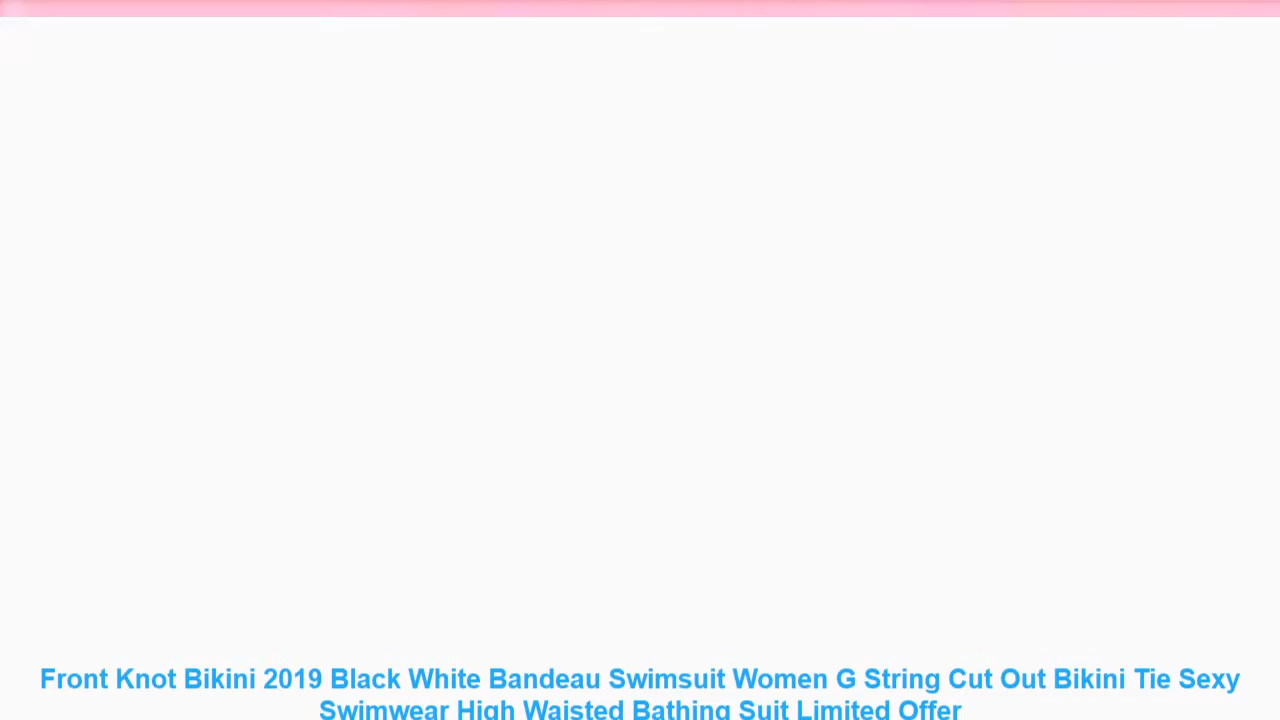 Front Knot Bikini 2019 Black White Bandeau Swimsuit Women G String Cut Out Bikini Tie Sexy
Swimwear High Waisted Bathing Suit Limited Offer